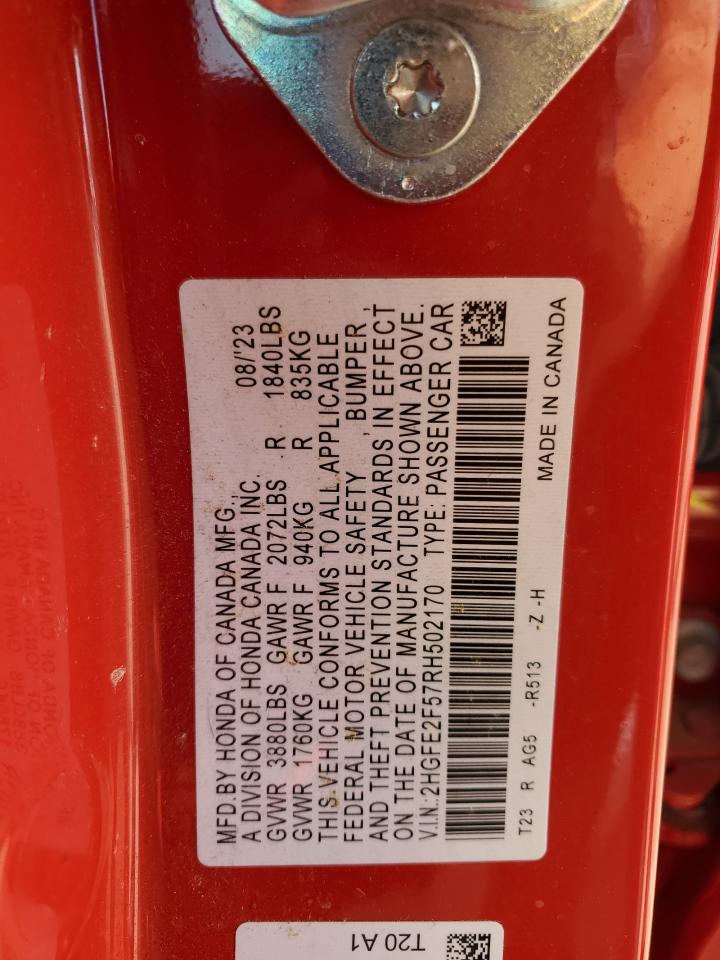 MFD.BY HONDA OF CANADA MFG., 08/'23
A DIVISION OF HONDA CANADA INC.
GVWR 3880LBS GAWR F 2072LBS R 1840LBS
GVWR 1760KG GAWR F 940KG R 835KG
THIS VEHICLE CONFORMS TO ALL APPLICABLE
FEDERAL MOTOR VEHICLE SAFETY , BUMPER ,
AND THEFT PREVENTION STANDARDS IN EFFECT
ON THE DATE OF MANUFACTURE SHOWN ABOVE.
V.I.N.:2HGFE2F57RH502170 TYPE: PASSENGER CAR
T23 R AG5 -R513 -Z -H
MADE IN CANADA
T20 A1